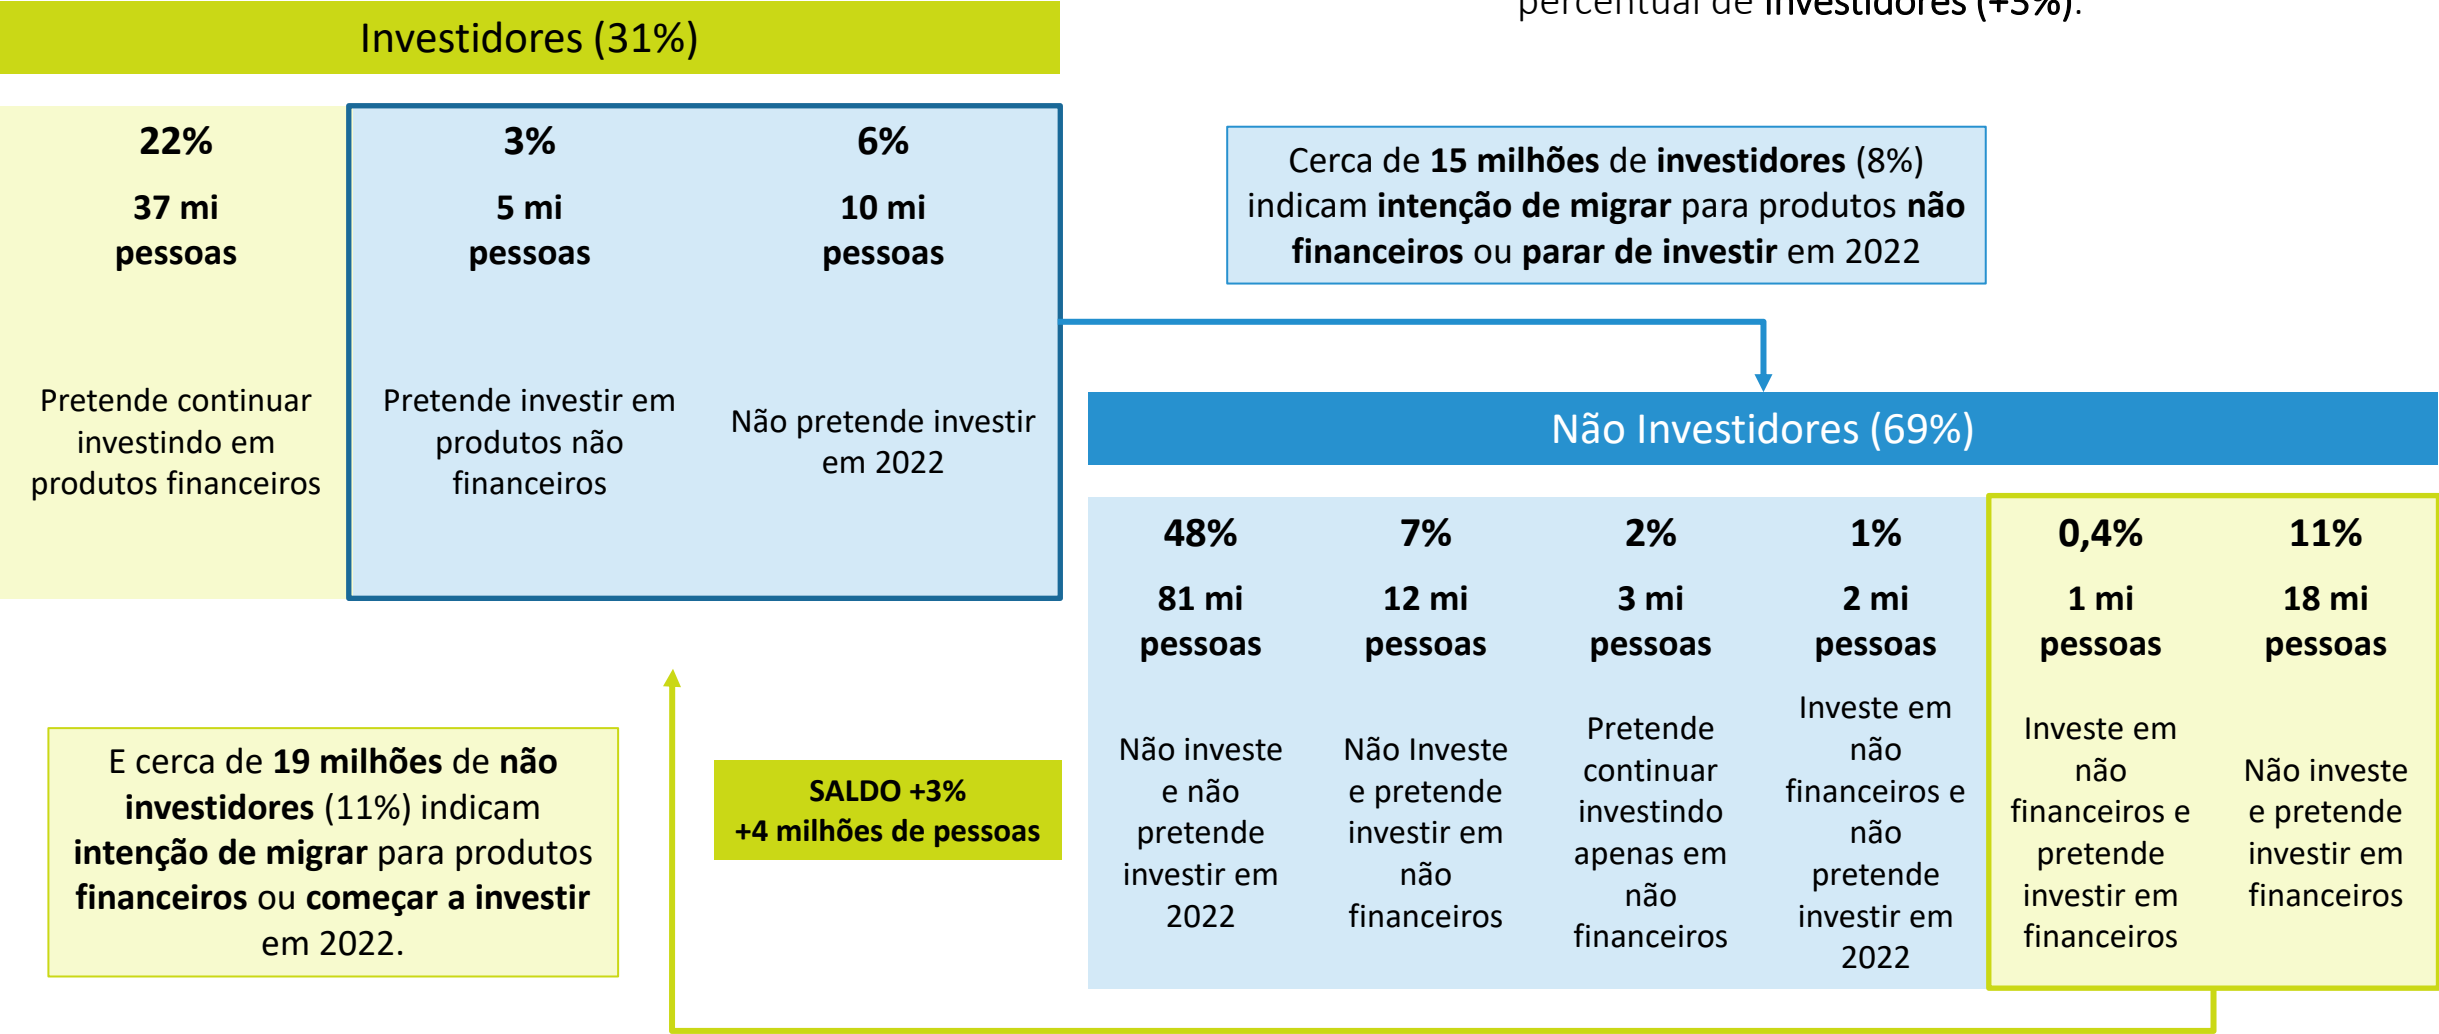 percentual de investidores (+3%).
Investidores (31%)
22%
37 mi
pessoas
Pretende continuar
investindo em
produtos financeiros
3%
5 mi
pessoas
Pretende investir em
produtos não
financeiros
6%
10 mi
pessoas
Não pretende investir
em 2022
Cerca de 15 milhões de investidores (8%)
indicam intenção de migrar para produtos não
financeiros ou parar de investir em 2022
Não Investidores (69%)
48%
81 mi
pessoas
Não investe
e não
pretende
investir em
2022
7%
12 mi
pessoas
Não Investe
e pretende
investir em
não
financeiros
2%
3 mi
pessoas
Pretende
continuar
investindo
apenas em
não
financeiros
1%
2 mi
pessoas
Investe em
não
financeiros e
não
pretende
investir em
2022
0,4%
1 mi
pessoas
Investe em
não
financeiros e
pretende
investir em
financeiros
11%
18 mi
pessoas
Não investe
e pretende
investir em
financeiros
E cerca de 19 milhões de não
investidores (11%) indicam
intenção de migrar para produtos
financeiros ou começar a investir
em 2022.
SALDO +3%
+4 milhões de pessoas